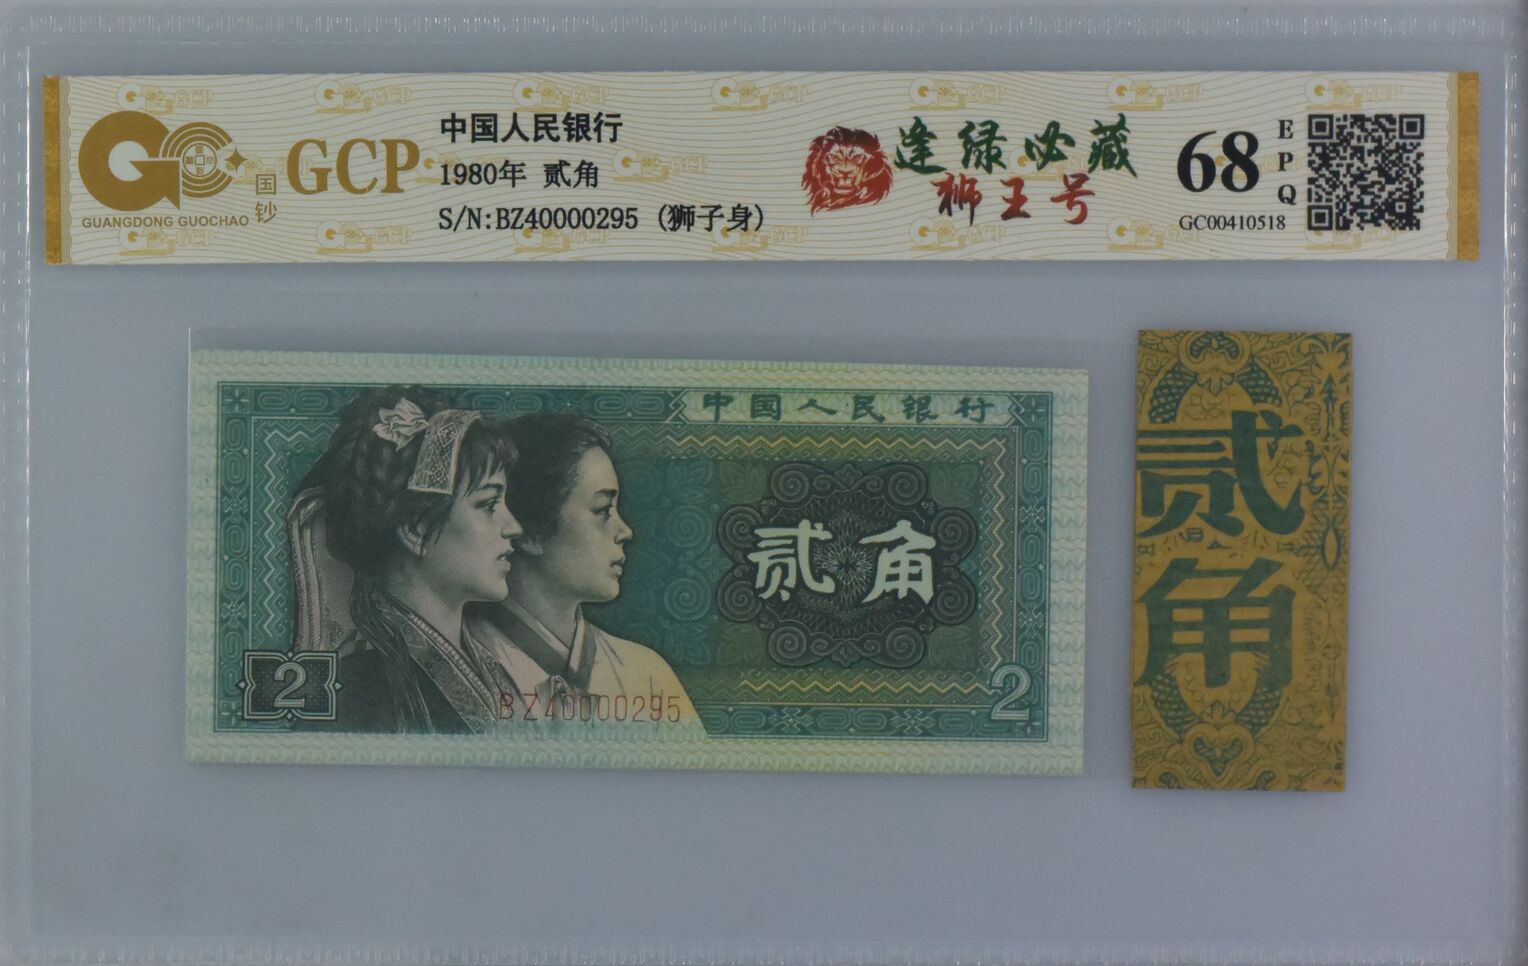 GCP
国钞
GUANGDONG GUOCHAO
中国人民银行
1980年 贰角
S/N:BZ40000295 (狮子身)
逢绿必藏
狮王号
68
EPQ
GC00410518
中国人民银行
贰角
2
BZ40000295
2
贰角